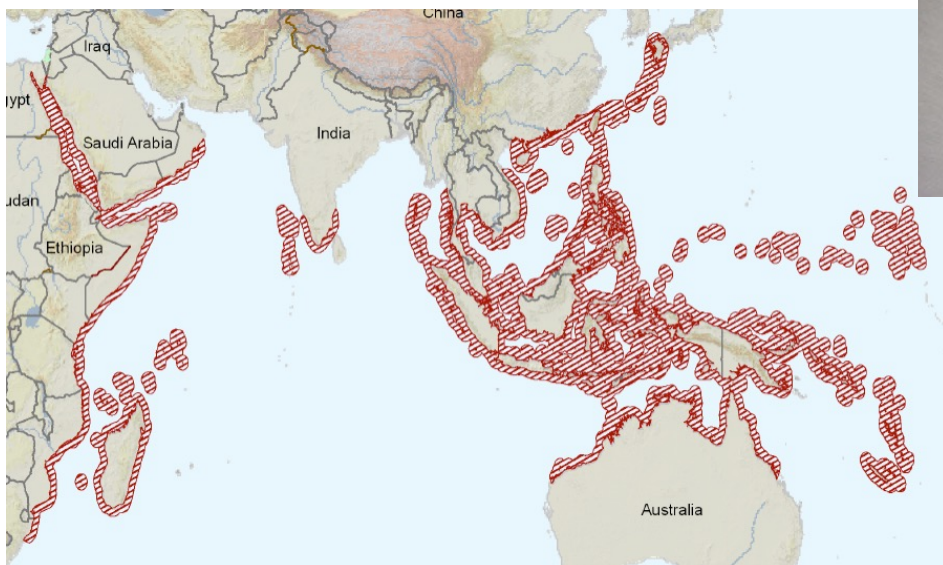 China
Iraq
ypt
India
Saudi Arabia
udan
Ethiopia
Australia